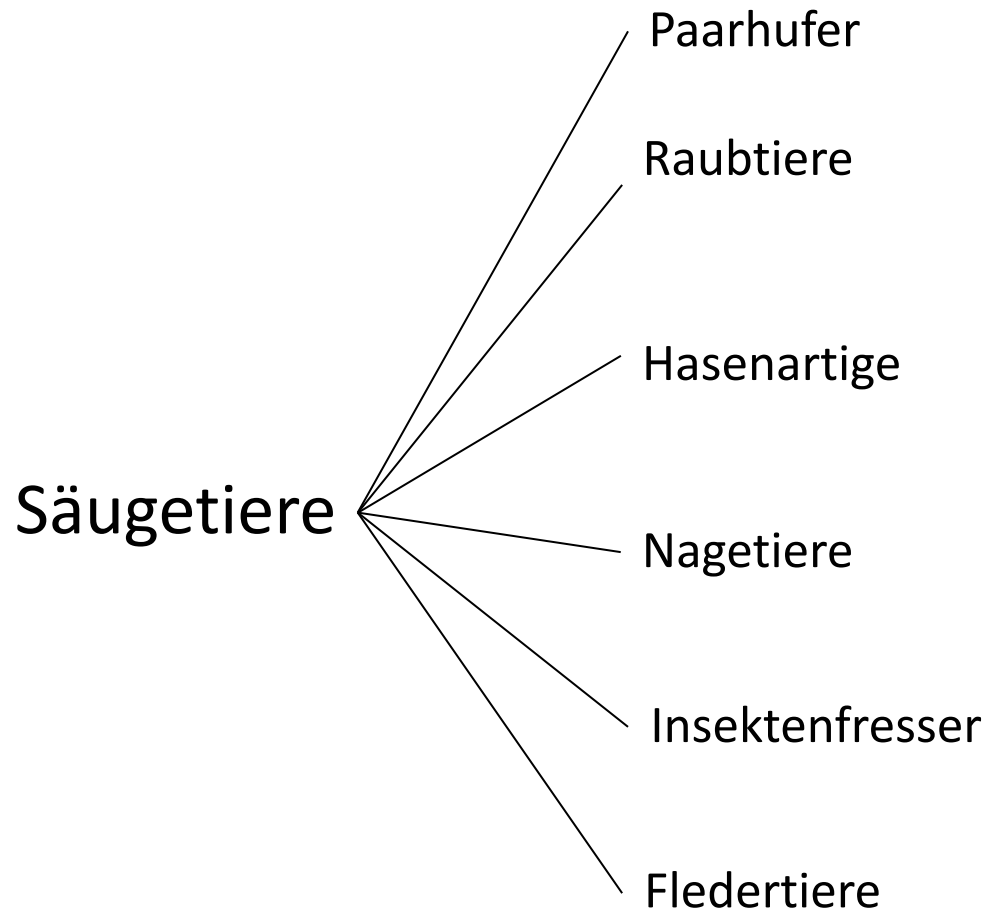 Paarhufer
Raubtiere
Hasenartige
Säugetiere
Nagetiere
Insektenfresser
Fledertiere